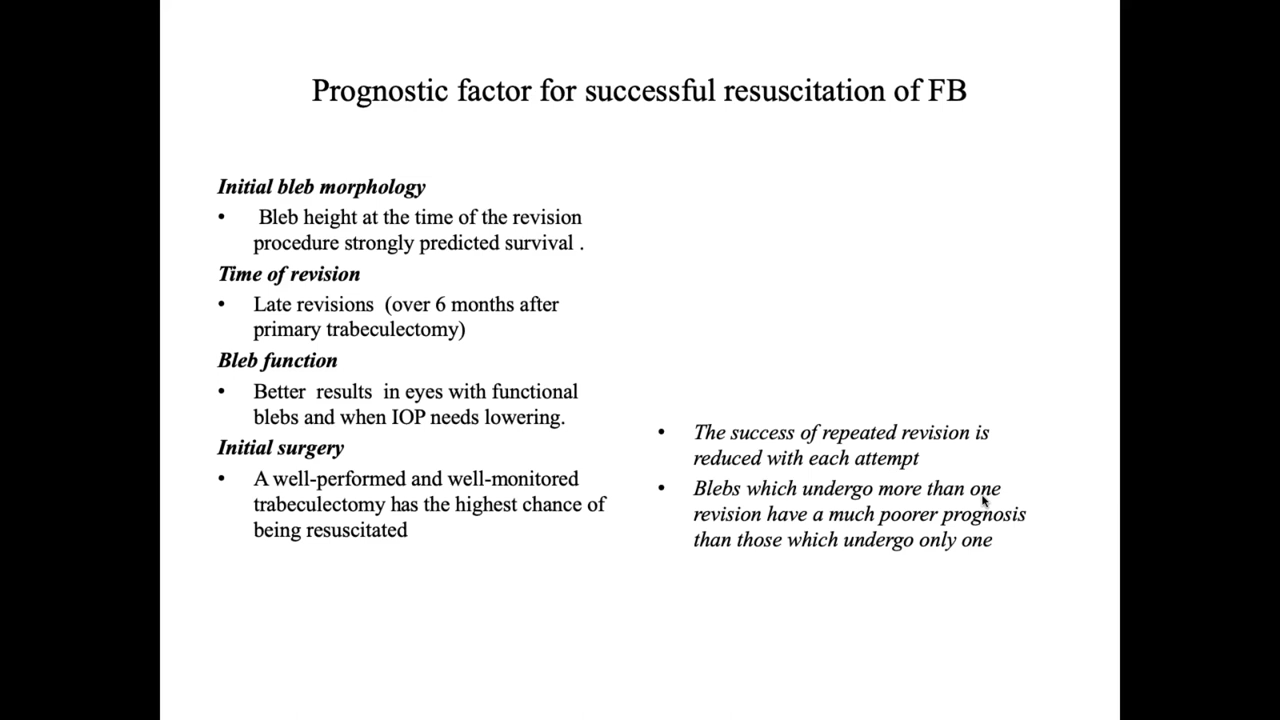 Prognostic factor for successful resuscitation of FB
Initial bleb morphology
• Bleb height at the time of the revision
procedure strongly predicted survival .
Time of revision
• Late revisions (over 6 months after
primary trabeculectomy)
Bleb function
• Better results in eyes with functional
blebs and when IOP needs lowering.
Initial surgery
• A well-performed and well-monitored
trabeculectomy has the highest chance of
being resuscitated
• The success of repeated revision is
reduced with each attempt
• Blebs which undergo more than one
revision have a much poorer prognosis
than those which undergo only one